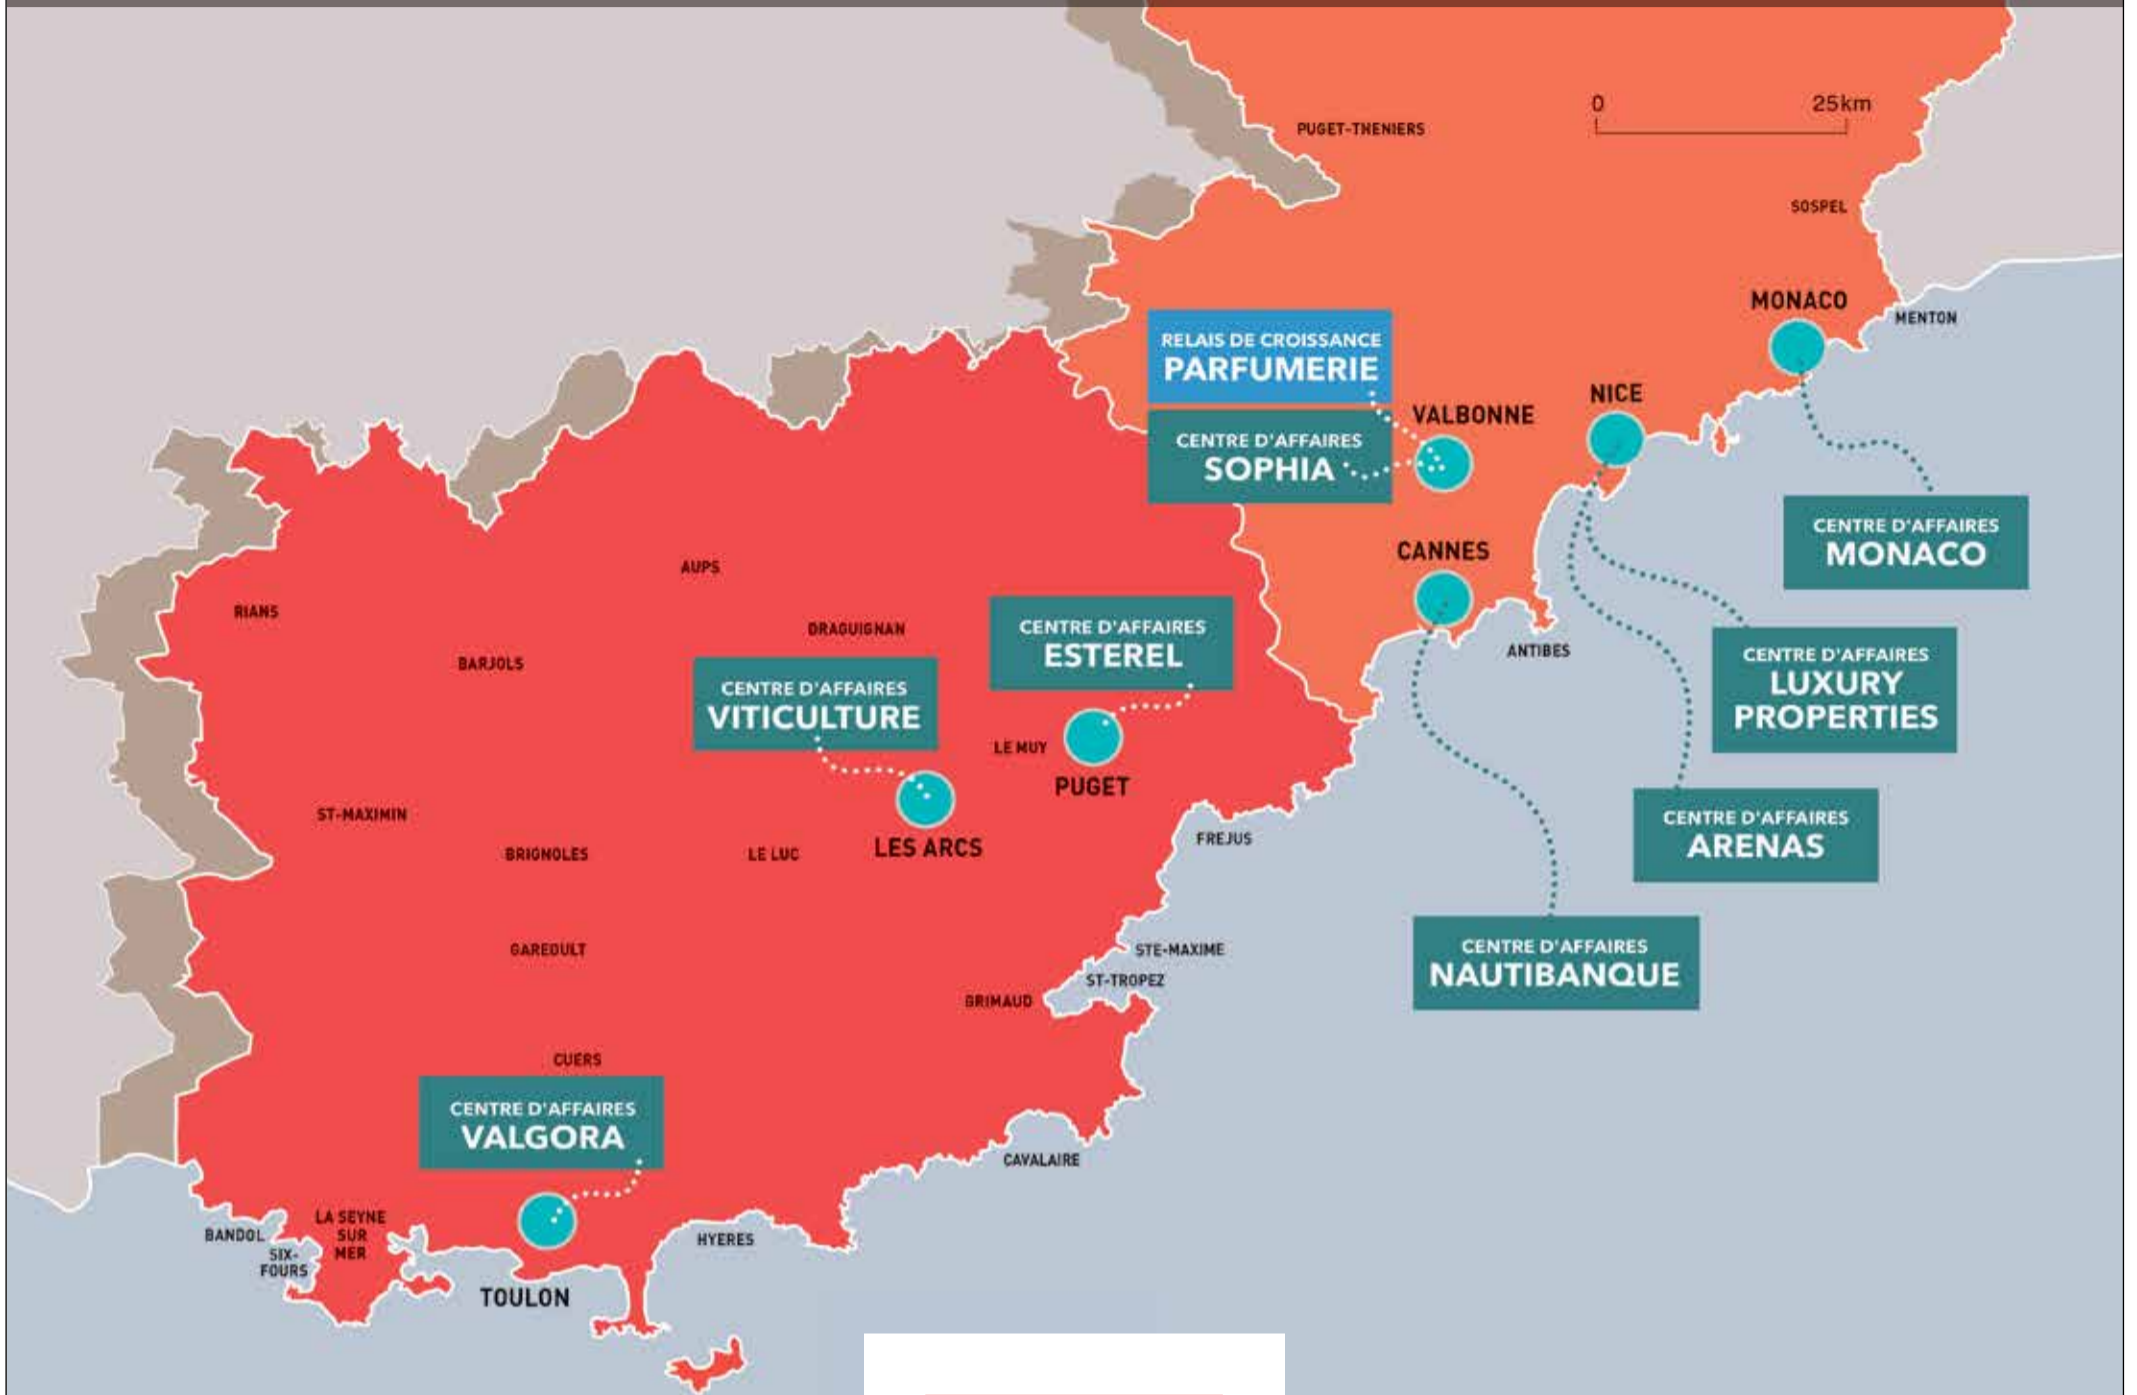 0 25km
PUGET-THENIERS
SOSPEL
MONACO
MENTON
RELAIS DE CROISSANCE
PARFUMERIE
NICE
VALBONNE
CENTRE D'AFFAIRES
SOPHIA
CENTRE D'AFFAIRES
MONACO
CANNES
AUPS
RIANS
DRAGUIGNAN
CENTRE D'AFFAIRES
ESTEREL
ANTIBES
BARJOLS
CENTRE D'AFFAIRES
LUXURY
PROPERTIES
CENTRE D'AFFAIRES
VITICULTURE
LE MUY
PUGET
ST-MAXIMIN
CENTRE D'AFFAIRES
ARENAS
FREJUS
BRIGNOLES
LE LUC
LES ARCS
GAREOULT
STE-MAXIME
CENTRE D'AFFAIRES
NAUTIBANQUE
ST-TROPEZ
GRIMAUD
CUERS
CENTRE D'AFFAIRES
VALGORA
CAVALAIRE
LA SEYNE
SUR
MER
BANDOL
SIX-
FOURS
HYERES
TOULON